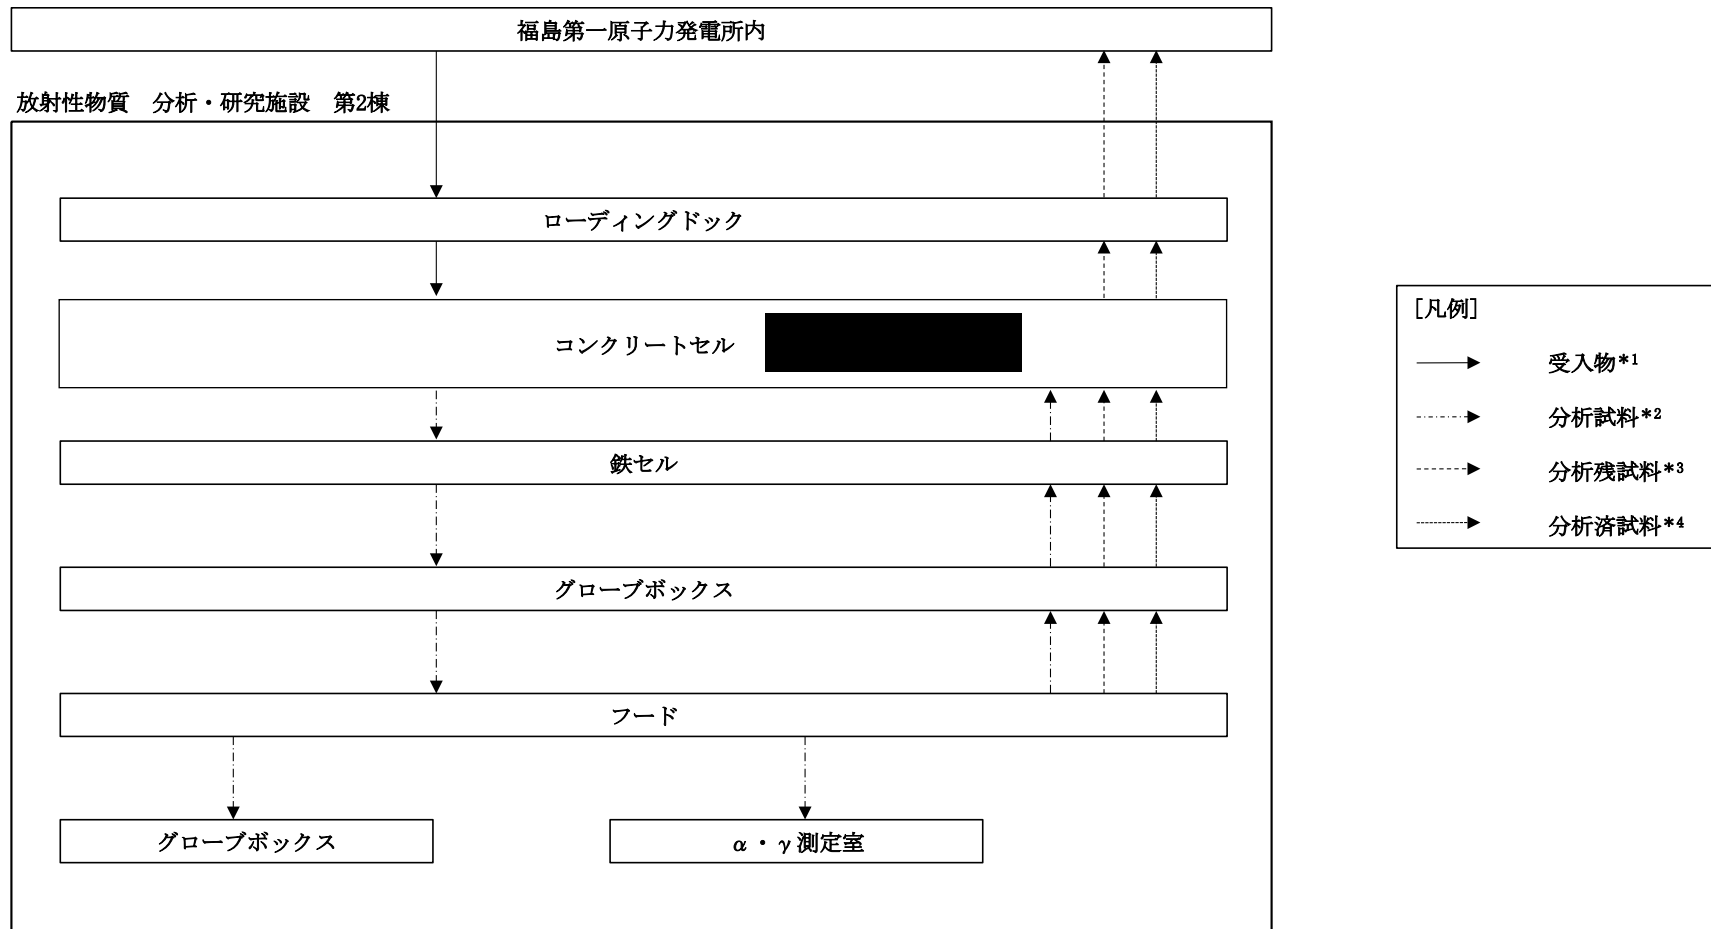 福島第一原子力発電所内
放射性物質　分析・研究施設　第2棟
ローディングドック
コンクリートセル
鉄セル
グローブボックス
フード
グローブボックス
α・γ測定室
[凡例]
受入物*1
分析試料*2
分析残試料*3
分析済試料*4